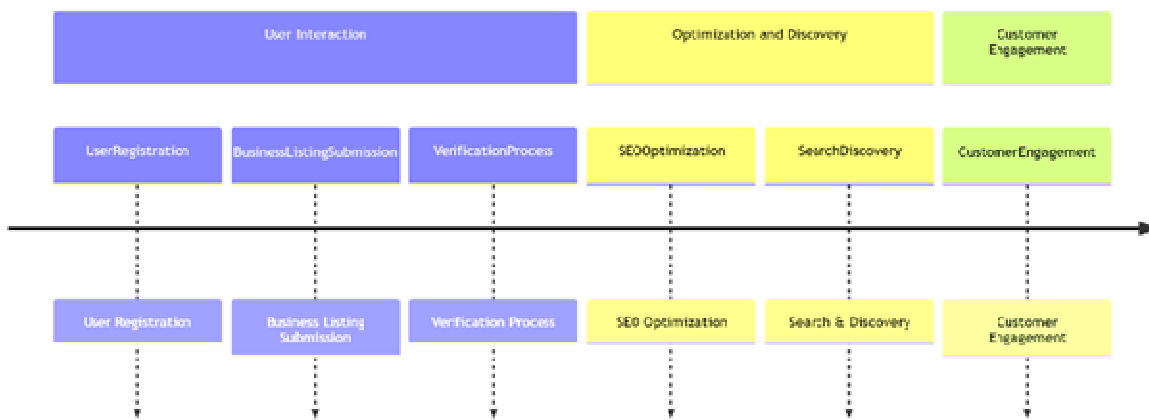 User Interaction
Optimization and Discovery
Customer
Engagement
UserRegistration
BusinessListingSubmission
VerificationProcess
SEOOptimization
SearchDiscovery
CustomerEngagement
User Registration
Business Listing
Submission
Verification Process
SEO Optimization
Search & Discovery
Customer
Engagement